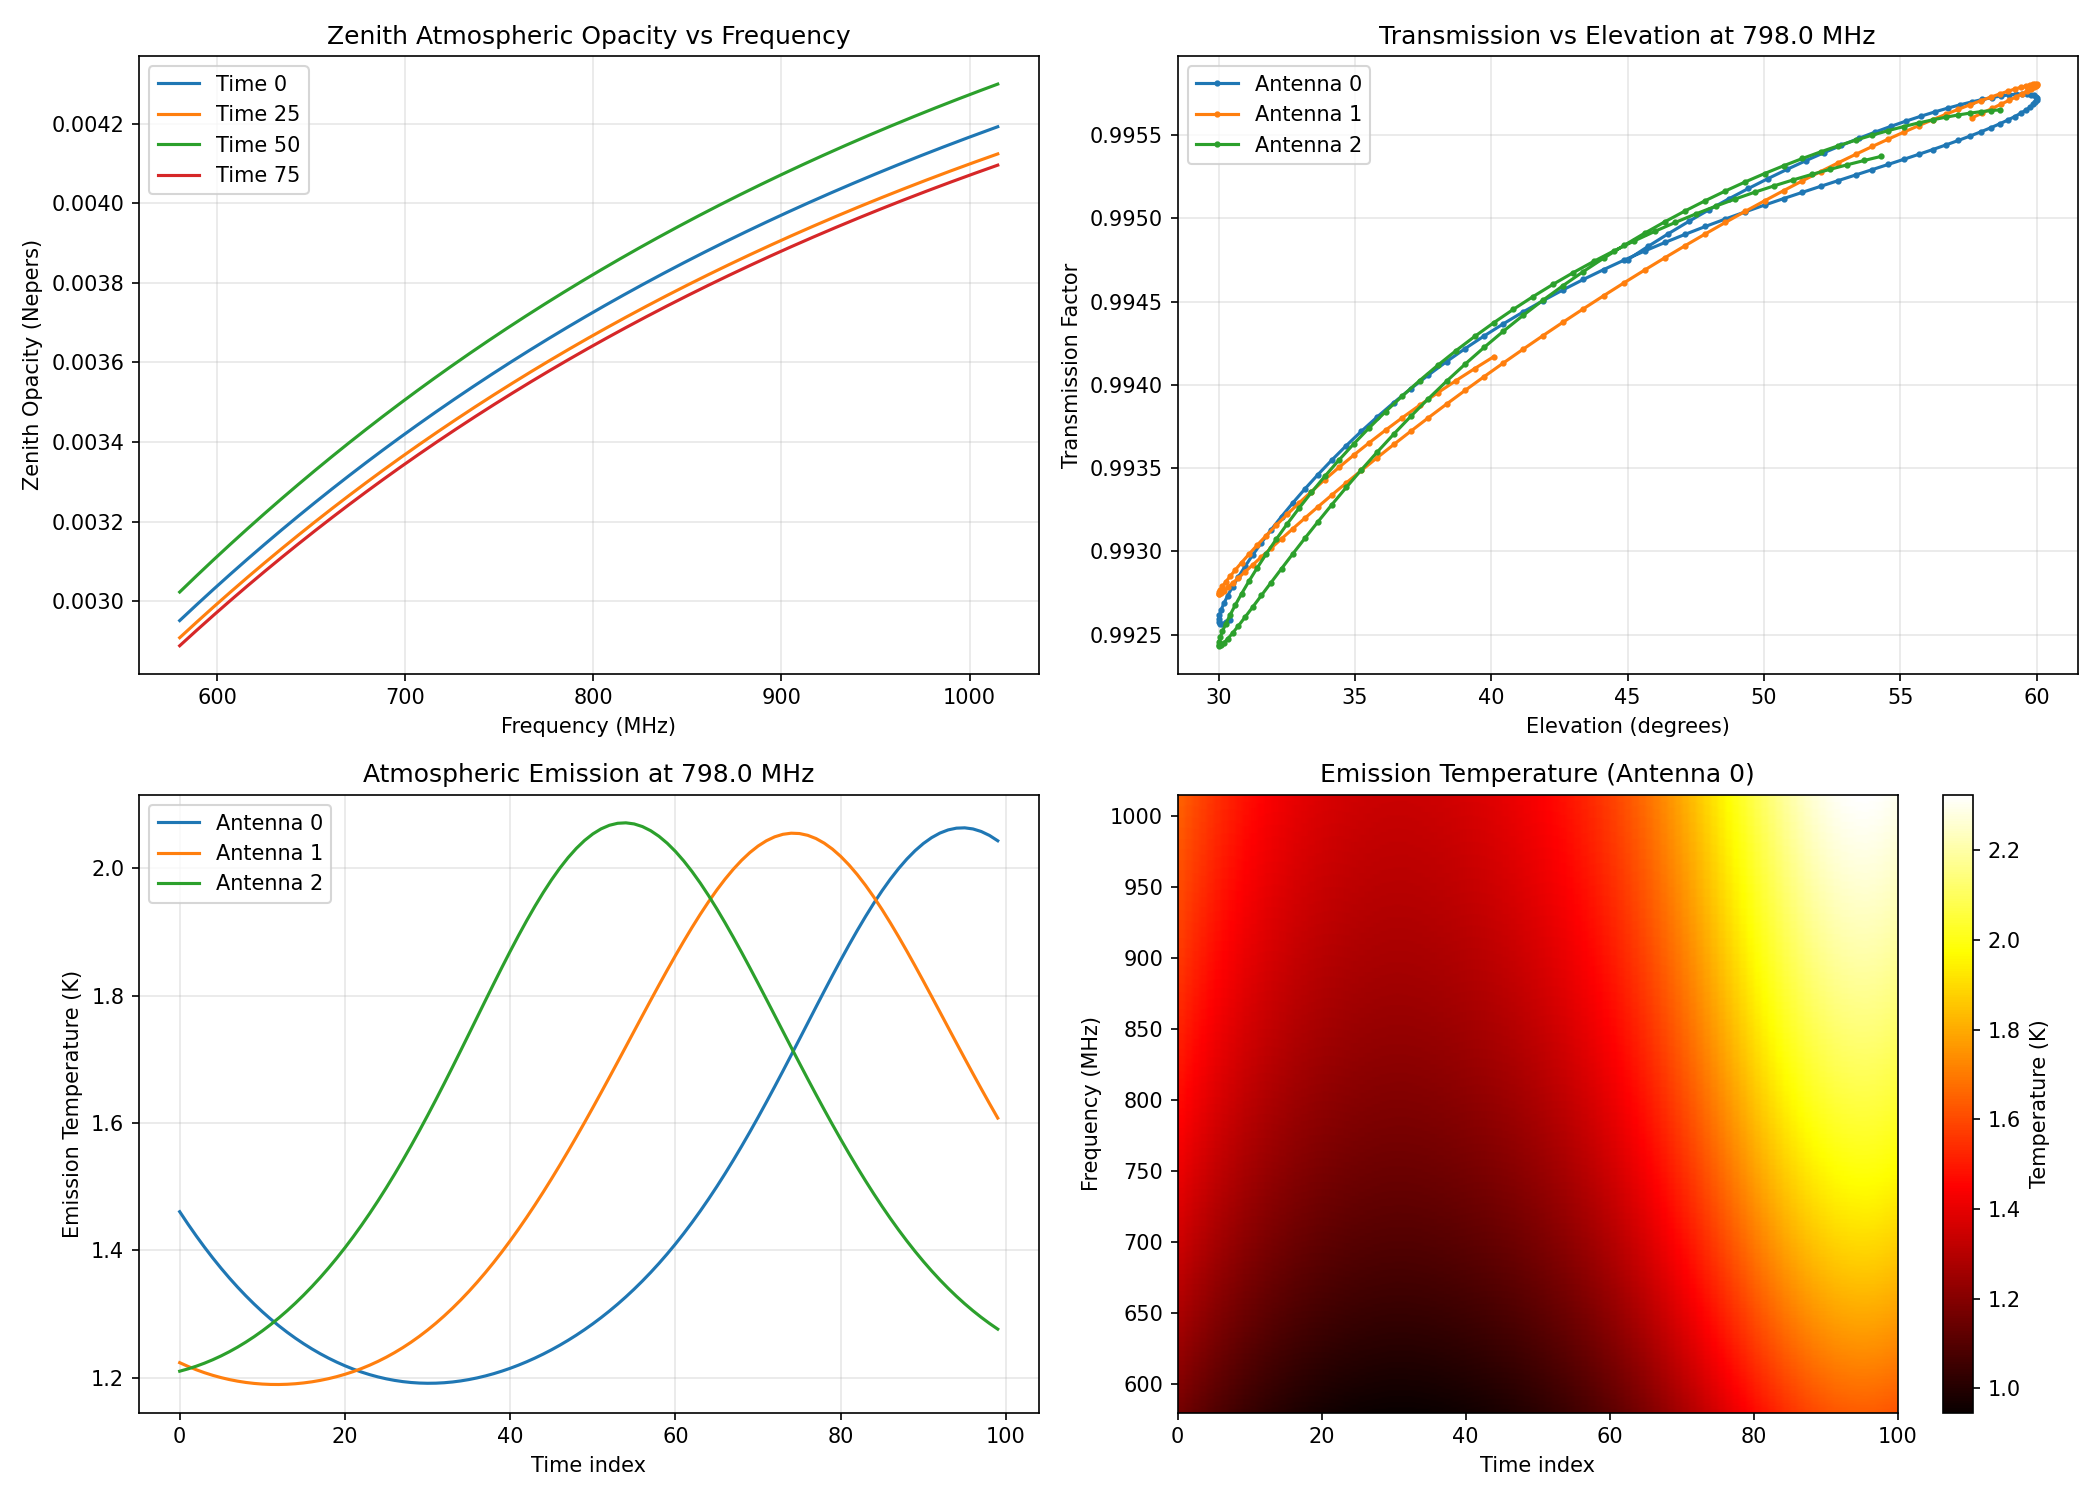 Zenith Atmospheric Opacity vs Frequency
Time 0
Time 25
Time 50
Time 75
0.0042
0.0040
0.0038
0.0036
0.0034
0.0032
0.0030
Zenith Opacity (Nepers)
600 700 800 900 1000
Frequency (MHz)
Transmission vs Elevation at 798.0 MHz
Antenna 0
Antenna 1
Antenna 2
0.9955
0.9950
0.9945
0.9940
0.9935
0.9930
0.9925
Transmission Factor
30 35 40 45 50 55 60
Elevation (degrees)
Atmospheric Emission at 798.0 MHz
Antenna 0
Antenna 1
Antenna 2
2.0
1.8
1.6
1.4
1.2
Emission Temperature (K)
0 20 40 60 80 100
Time index
Emission Temperature (Antenna 0)
1000
950
900
850
800
750
700
650
600
Frequency (MHz)
0 20 40 60 80 100
Time index
2.2
2.0
1.8
1.6
1.4
1.2
1.0
Temperature (K)